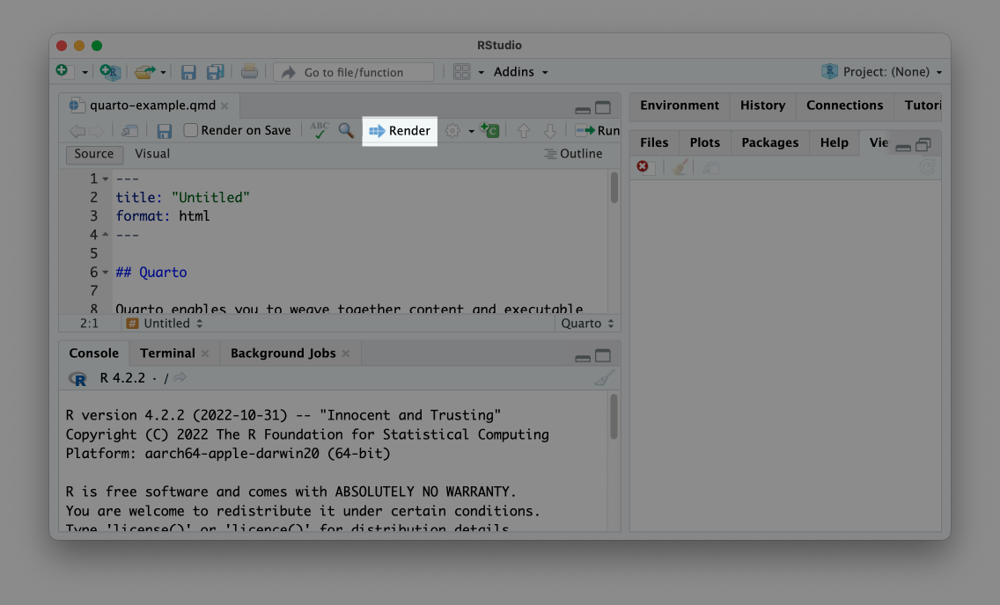 RStudio
Go to file/function
Addins
Project: (None)
quarto-example.qmd
Render on Save
ABC
Render
Run
Source
Visual
Outline
1 ---
2 title: "Untitled"
3 format: html
4 ---
5
6 ## Quarto
7
8 Quarto enables you to weave together content and executable
2:1
# Untitled
Quarto
Console
Terminal
Background Jobs
R 4.2.2 · /
R version 4.2.2 (2022-10-31) -- "Innocent and Trusting"
Copyright (C) 2022 The R Foundation for Statistical Computing
Platform: aarch64-apple-darwin20 (64-bit)
R is free software and comes with ABSOLUTELY NO WARRANTY.
You are welcome to redistribute it under certain conditions.
Type 'license()' or 'licence()' for distribution details.
Environment
History
Connections
Tutori
Files
Plots
Packages
Help
Vie